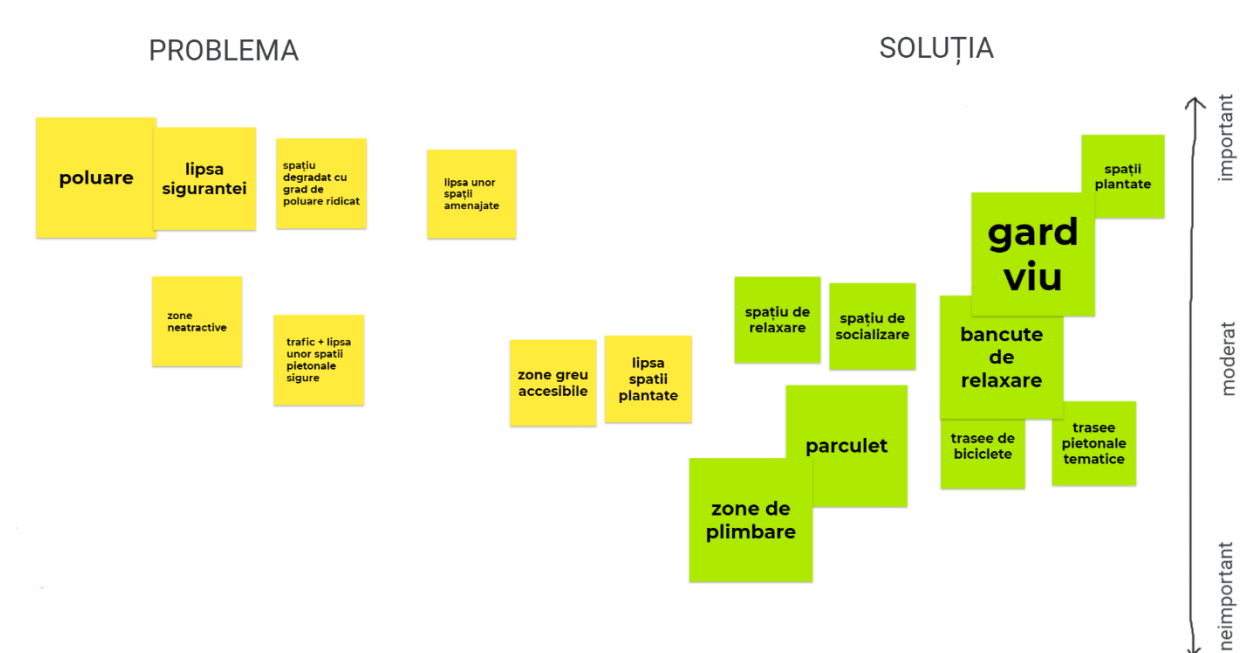 PROBLEMA
SOLUȚIA
poluare
lipsa
sigurantei
spațiu
degradat cu
grad de
poluare ridicat
lipsa unor
spații
amenajate
zone
neatractive
trafic + lipsa
unor spatii
pietonale
sigure
zone greu
accesibile
lipsa
spatii
plantate
spații
plantate
gard
viu
spațiu de
relaxare
spațiu de
socializare
bancute
de
relaxare
parculet
trasee de
biciclete
trasee
pietonale
tematice
zone de
plimbare
important
moderat
neimportant